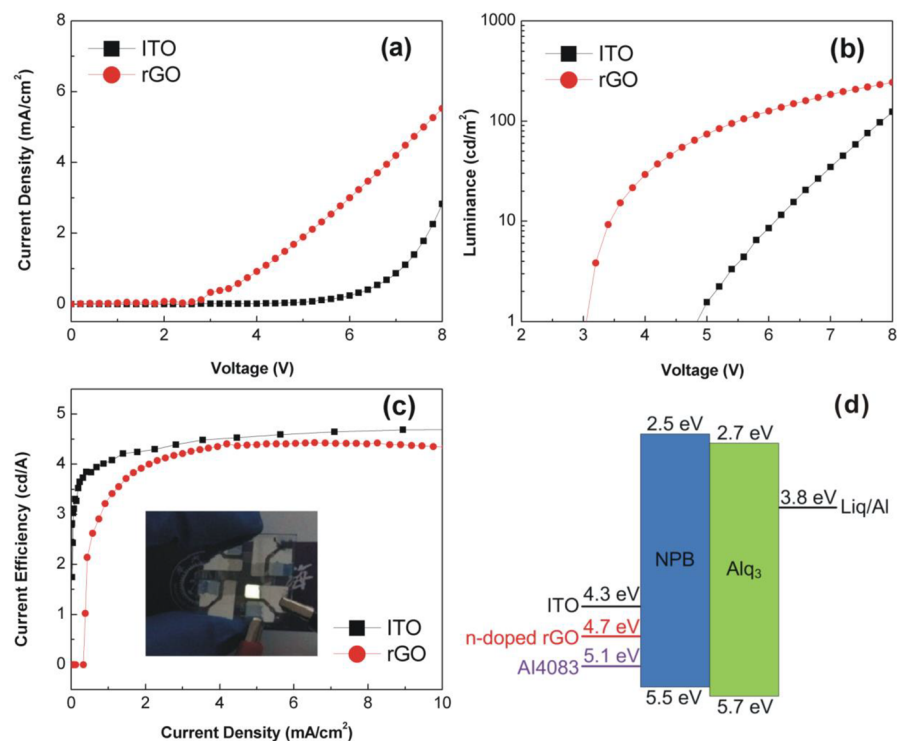 (a)
ITO
rGO
Current Density (mA/cm²)
8
6
4
2
0
0 2 4 6 8
Voltage (V)
(b)
ITO
rGO
Luminance (cd/m²)
1000
100
10
1
2 3 4 5 6 7 8
Voltage (V)
(c)
Current Efficiency (cd/A)
5
4
3
2
1
0
海
ITO
rGO
0 2 4 6 8 10
Current Density (mA/cm²)
(d)
2.5 eV
2.7 eV
3.8 eV Liq/Al
NPB
Alq₃
ITO 4.3 eV
n-doped rGO 4.7 eV
AI4083 5.1 eV
5.5 eV
5.7 eV